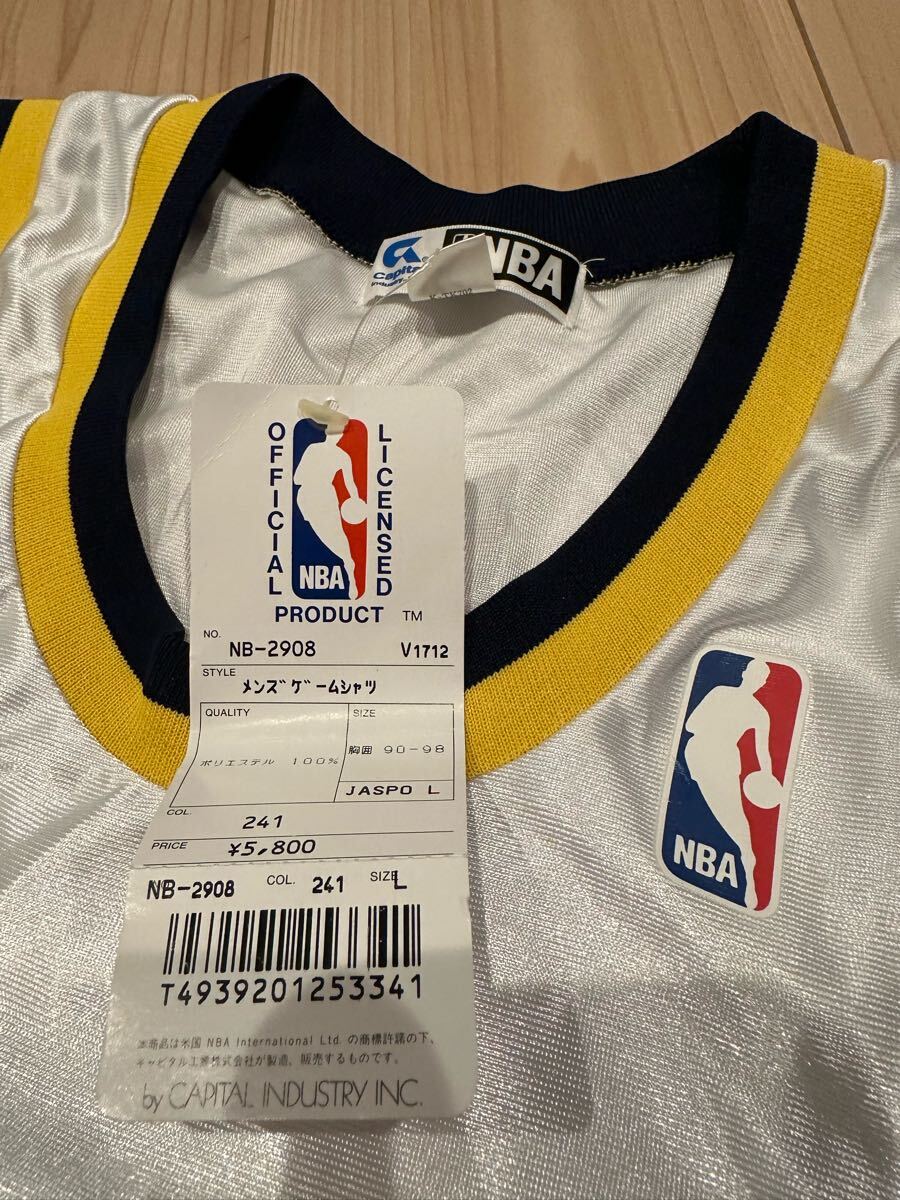 Capital
NBA
OFFICIAL
LICENSED
NBA
PRODUCT TM
NO. NB-2908 V1712
STYLE
メンズゲームシャツ
QUALITY SIZE
ポリエステル 100% 胸囲 90-98
JASPO L
COL. 241
PRICE ¥5,800
NB-2908 COL. 241 SIZE L
T4939201253341
本商品は米国 NBA International Ltd. の商標許諾の下、
キャピタル工業株式会社が製造、販売するものです。
by CAPITAL INDUSTRY INC.
NBA